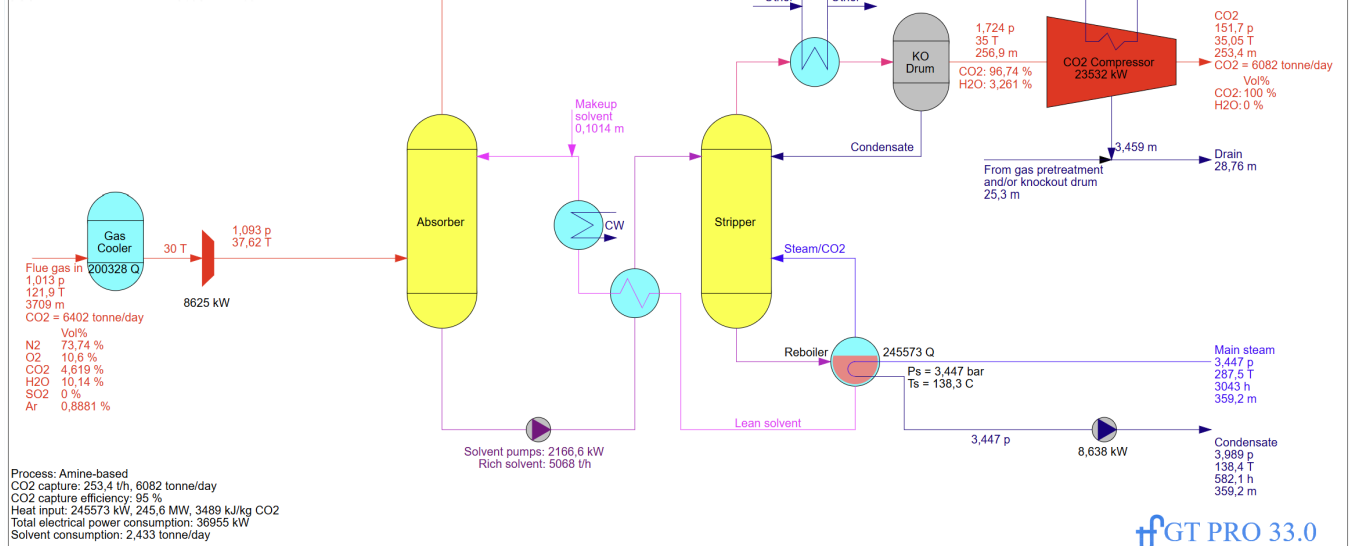 CO2
151,7 p
35,05 T
253,4 m
CO2 = 6082 tonne/day
Vol%
CO2: 100 %
H2O: 0 %
1,724 p
35 T
256,9 m
CO2: 96,74 %
H2O: 3,261 %
KO
Drum
CO2 Compressor
23532 kW
Makeup
solvent
0,1014 m
Condensate
3,459 m
Drain
28,76 m
From gas pretreatment
and/or knockout drum
25,3 m
Absorber
Stripper
CW
Steam/CO2
Gas
Cooler
200328 Q
30 T
1,093 p
37,62 T
8625 kW
Flue gas in
1,013 p
121,9 T
3709 m
CO2 = 6402 tonne/day
Vol%
N2 73,74 %
O2 10,6 %
CO2 4,619 %
H2O 10,14 %
SO2 0 %
Ar 0,8881 %
Reboiler
245573 Q
Ps = 3,447 bar
Ts = 138,3 C
Main steam
3,447 p
287,5 T
3043 h
359,2 m
Lean solvent
3,447 p
8,638 kW
Condensate
3,989 p
138,4 T
582,1 h
359,2 m
Solvent pumps: 2166,6 kW
Rich solvent: 5068 t/h
Process: Amine-based
CO2 capture: 253,4 t/h, 6082 tonne/day
CO2 capture efficiency: 95 %
Heat input: 245573 kW, 245,6 MW, 3489 kJ/kg CO2
Total electrical power consumption: 36955 kW
Solvent consumption: 2,433 tonne/day
GT PRO 33.0